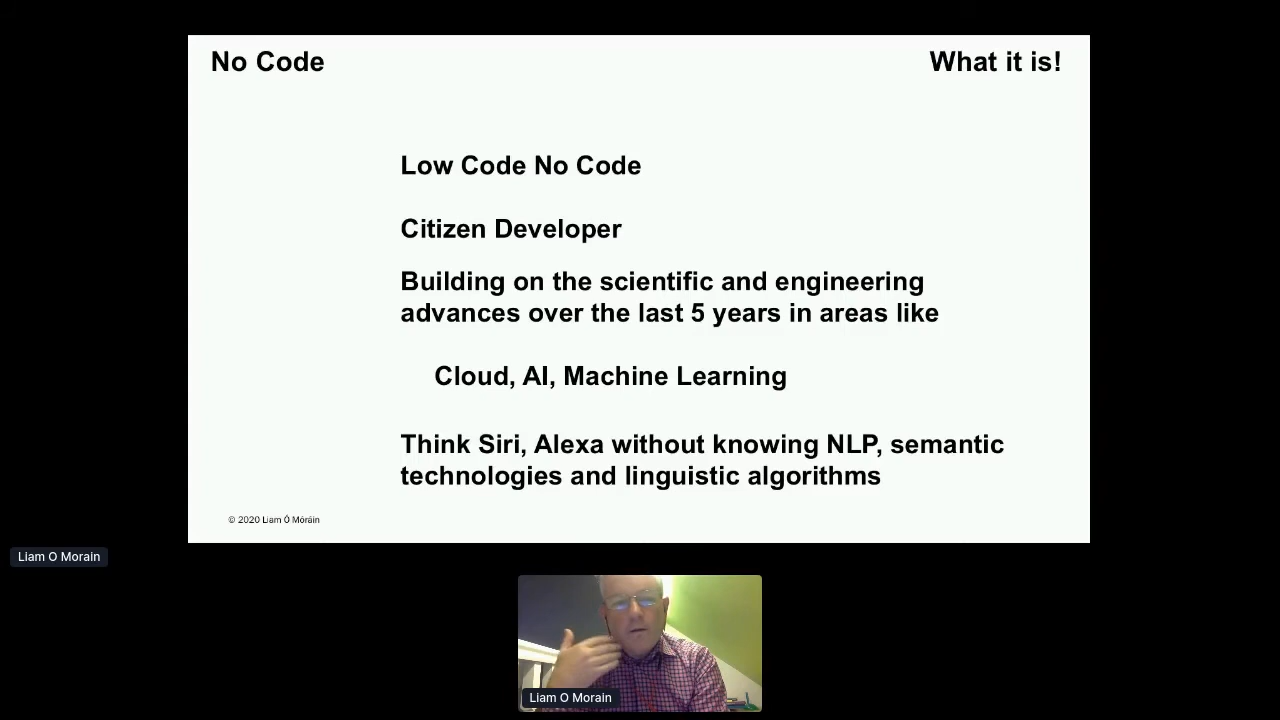 No Code
What it is!
Low Code No Code
Citizen Developer
Building on the scientific and engineering
advances over the last 5 years in areas like
Cloud, AI, Machine Learning
Think Siri, Alexa without knowing NLP, semantic
technologies and linguistic algorithms
© 2020 Liam Ó Móráin
Liam O Morain
Liam O Morain